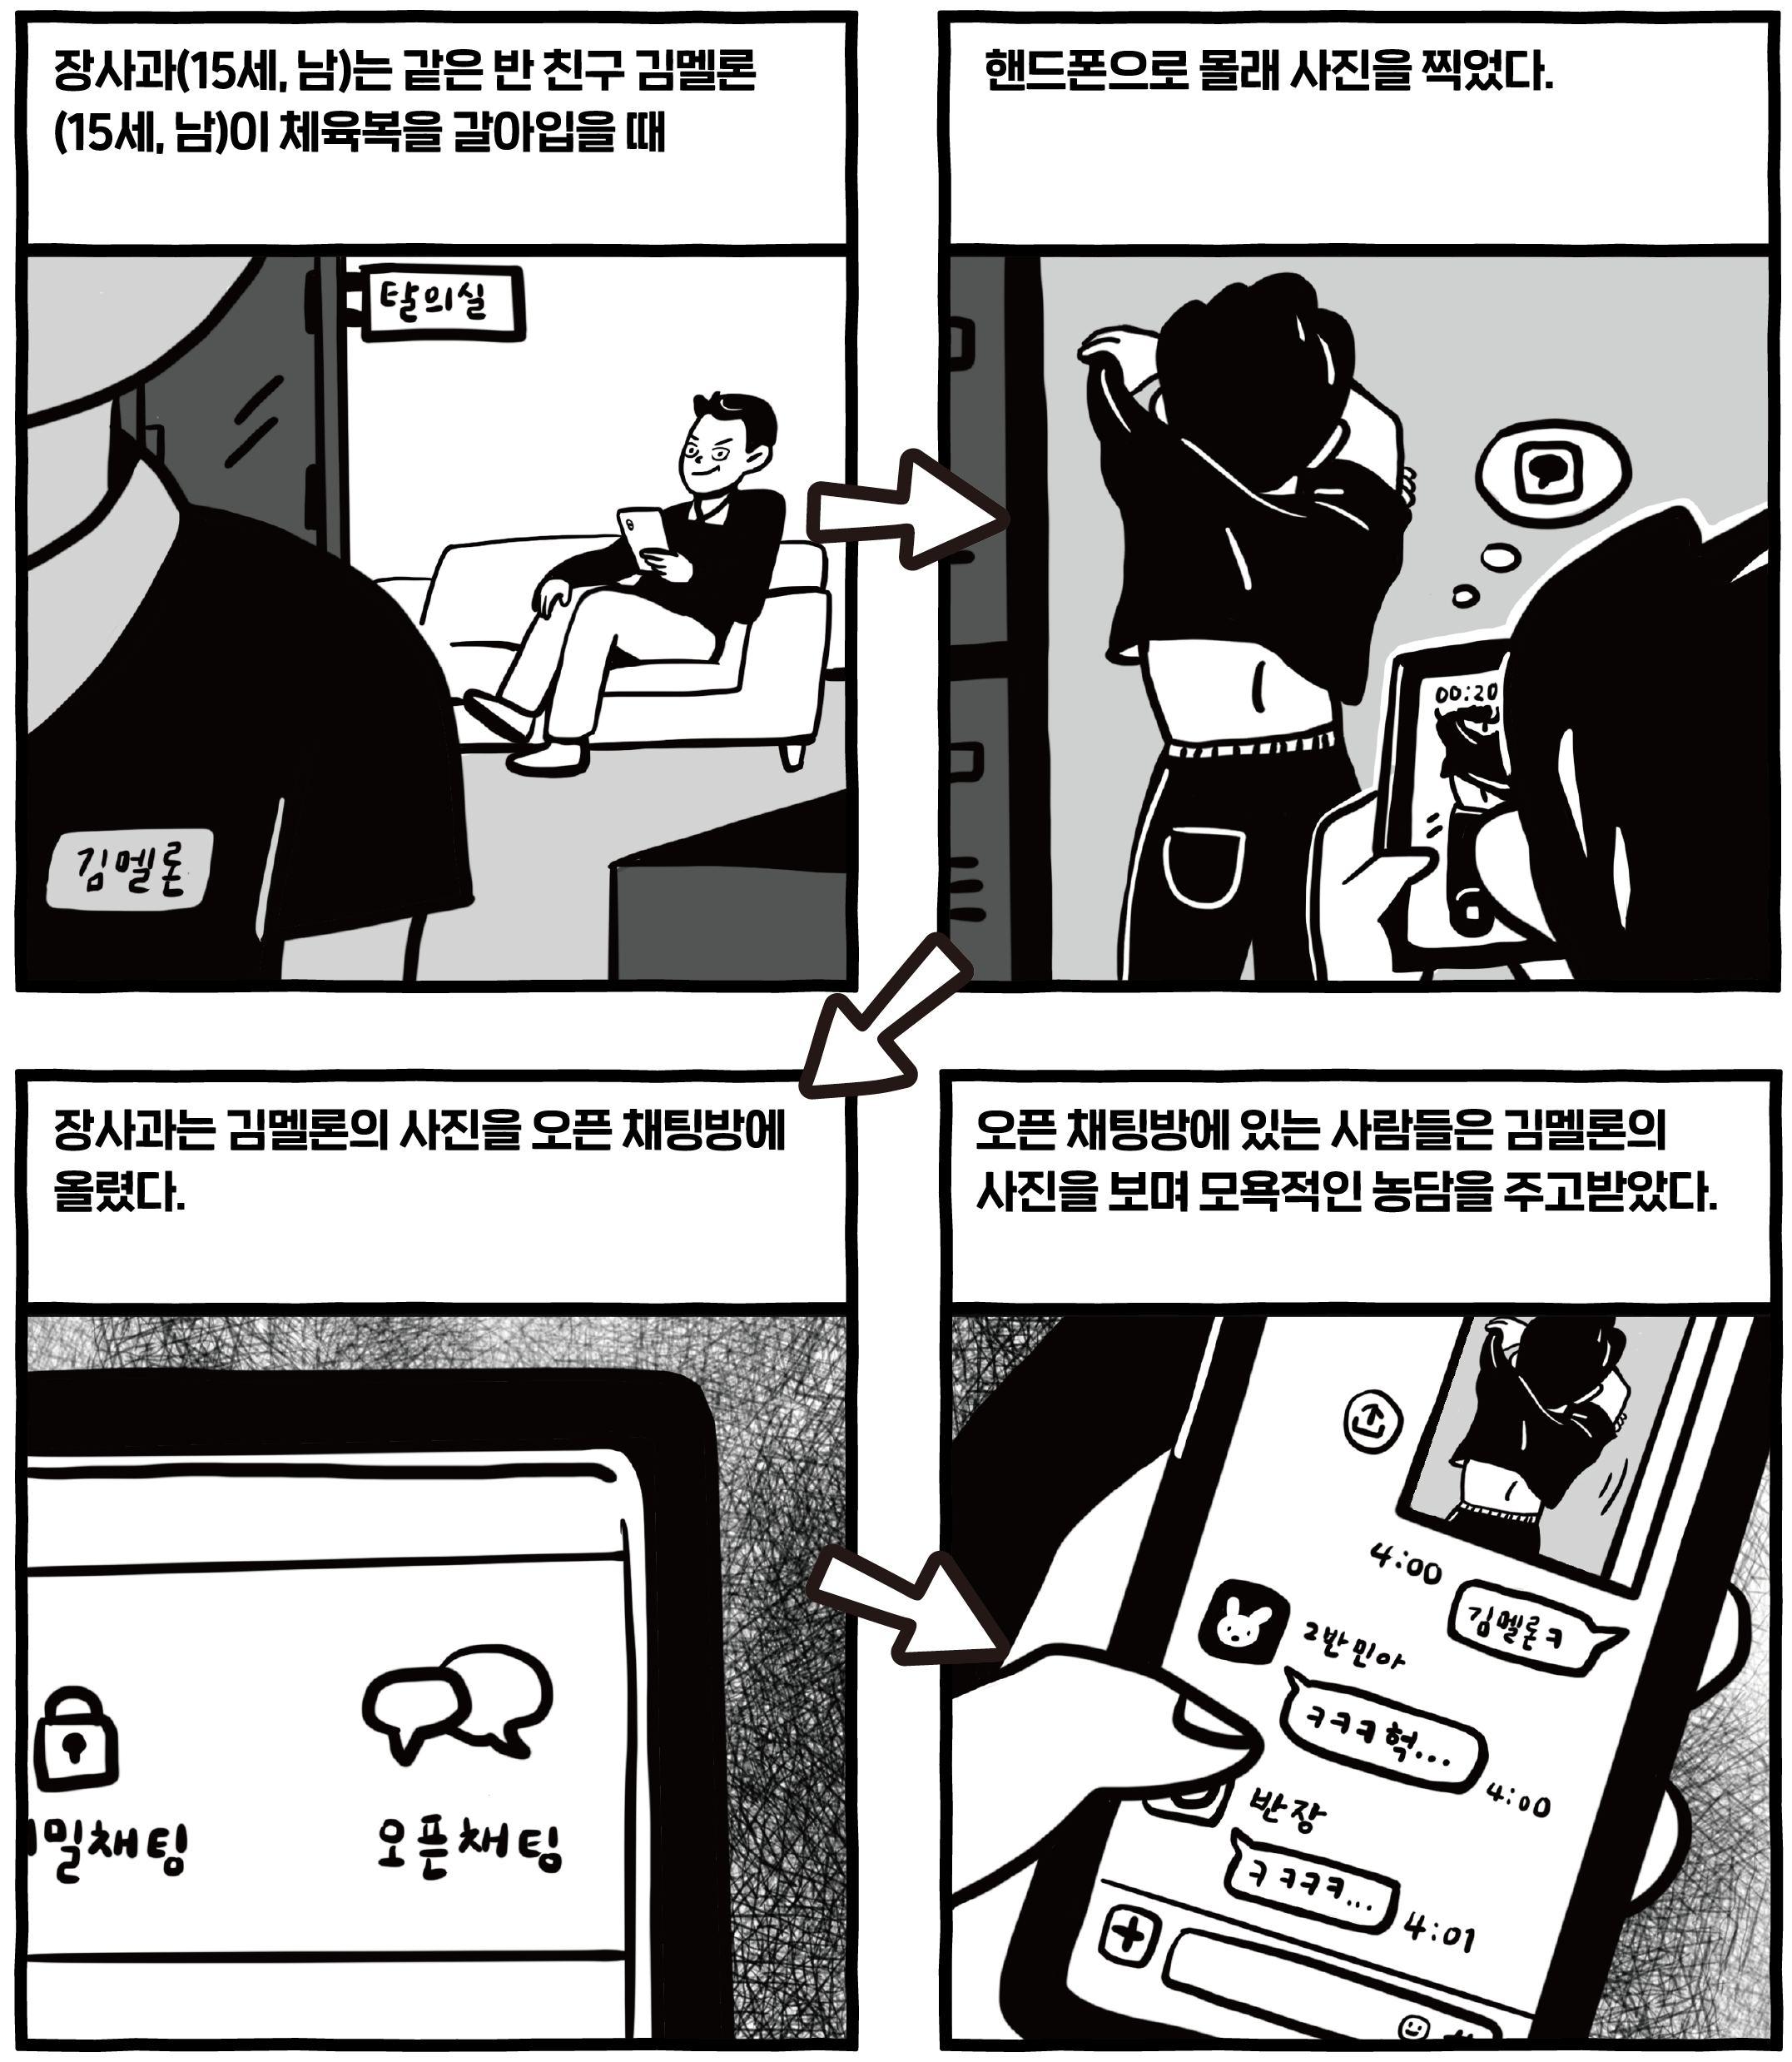 장사과(15세, 남)는 같은 반 친구 김멜론
(15세, 남)이 체육복을 갈아입을 때
탈의실
김멜론
핸드폰으로 몰래 사진을 찍었다.
00:20
장사과는 김멜론의 사진을 오픈 채팅방에
올렸다.
밀채팅
오픈채팅
오픈 채팅방에 있는 사람들은 김멜론의
사진을 보며 모욕적인 농담을 주고받았다.
4:00
김멜론ㅋ
2반 민아
ㅋㅋㅋ헉...
4:00
반장
ㅋㅋㅋㅋ...
4:01